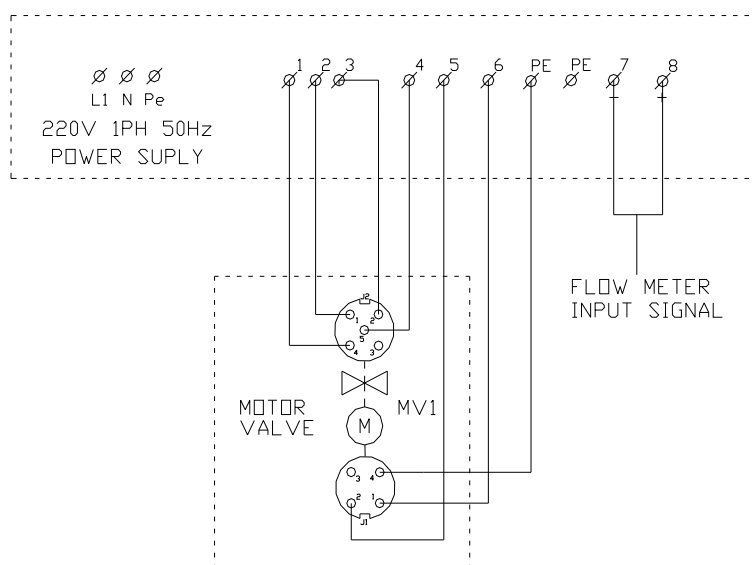 1 2 3 4 5 6 PE PE 7 8
L1 N Pe
220V 1PH 50Hz
POWER SUPLY
- +
FLOW METER
INPUT SIGNAL
J2
1 2
5
4 3
MOTOR
VALVE
MV1
M
3 4
2 1
J1